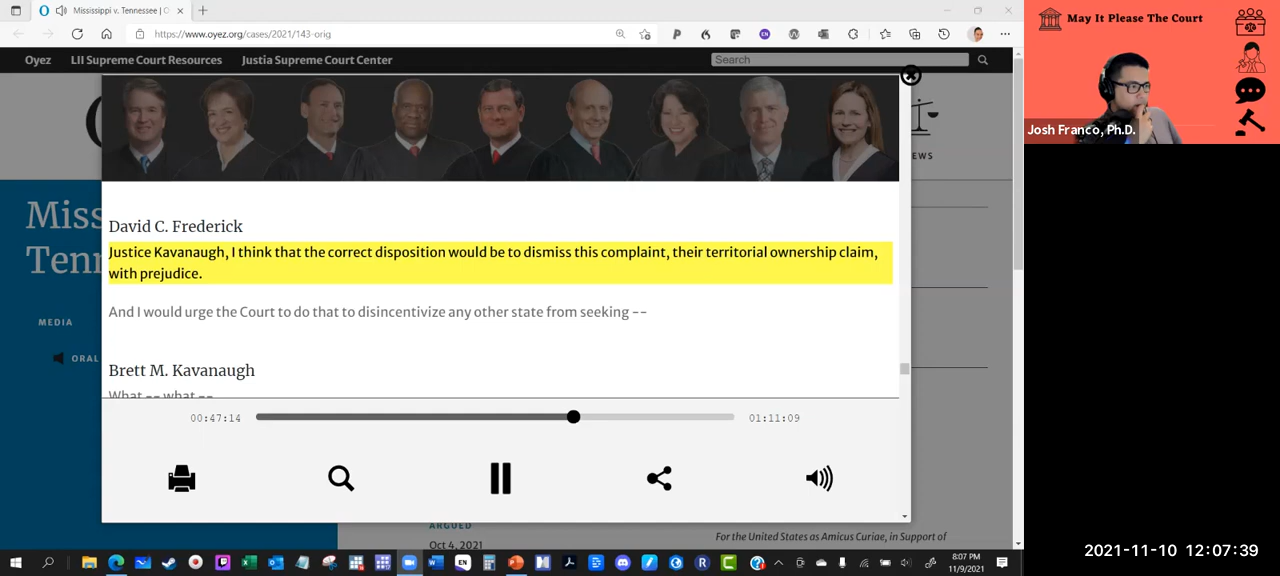 Mississippi v. Tennessee | O
https://www.oyez.org/cases/2021/143-orig
Oyez
LII Supreme Court Resources
Justia Supreme Court Center
Search
May It Please The Court
Josh Franco, Ph.D.
EWS
Miss
Tenn
MEDIA
ORAL
David C. Frederick
Justice Kavanaugh, I think that the correct disposition would be to dismiss this complaint, their territorial ownership claim,
with prejudice.
And I would urge the Court to do that to disincentivize any other state from seeking --
Brett M. Kavanaugh
What -- what --
00:47:14
01:11:09
ARGUED
Oct 4, 2021
For the United States as Amicus Curiae, in Support of
8:07 PM
11/9/2021
2021-11-10 12:07:39